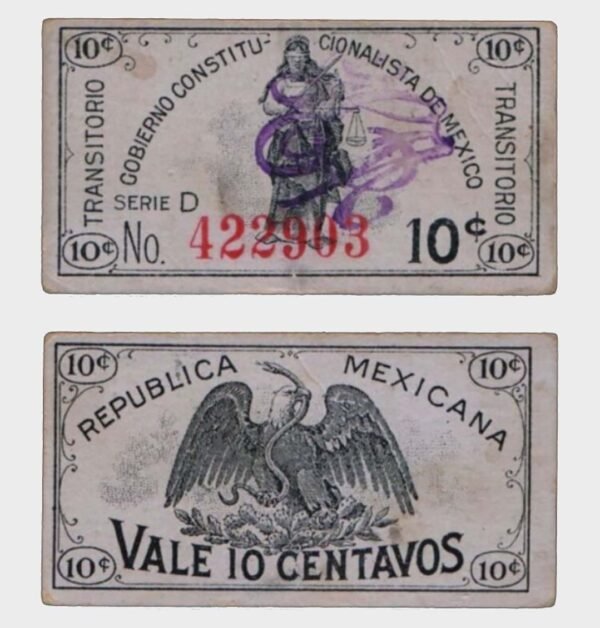 10¢ 10¢
GOBIERNO CONSTITU- CIONALISTA DE MEXICO
TRANSITORIO
TRANSITORIO
SERIE D
No. 422903 10¢
10¢ 10¢
10¢ 10¢
REPUBLICA MEXICANA
VALE 10 CENTAVOS
10¢ 10¢